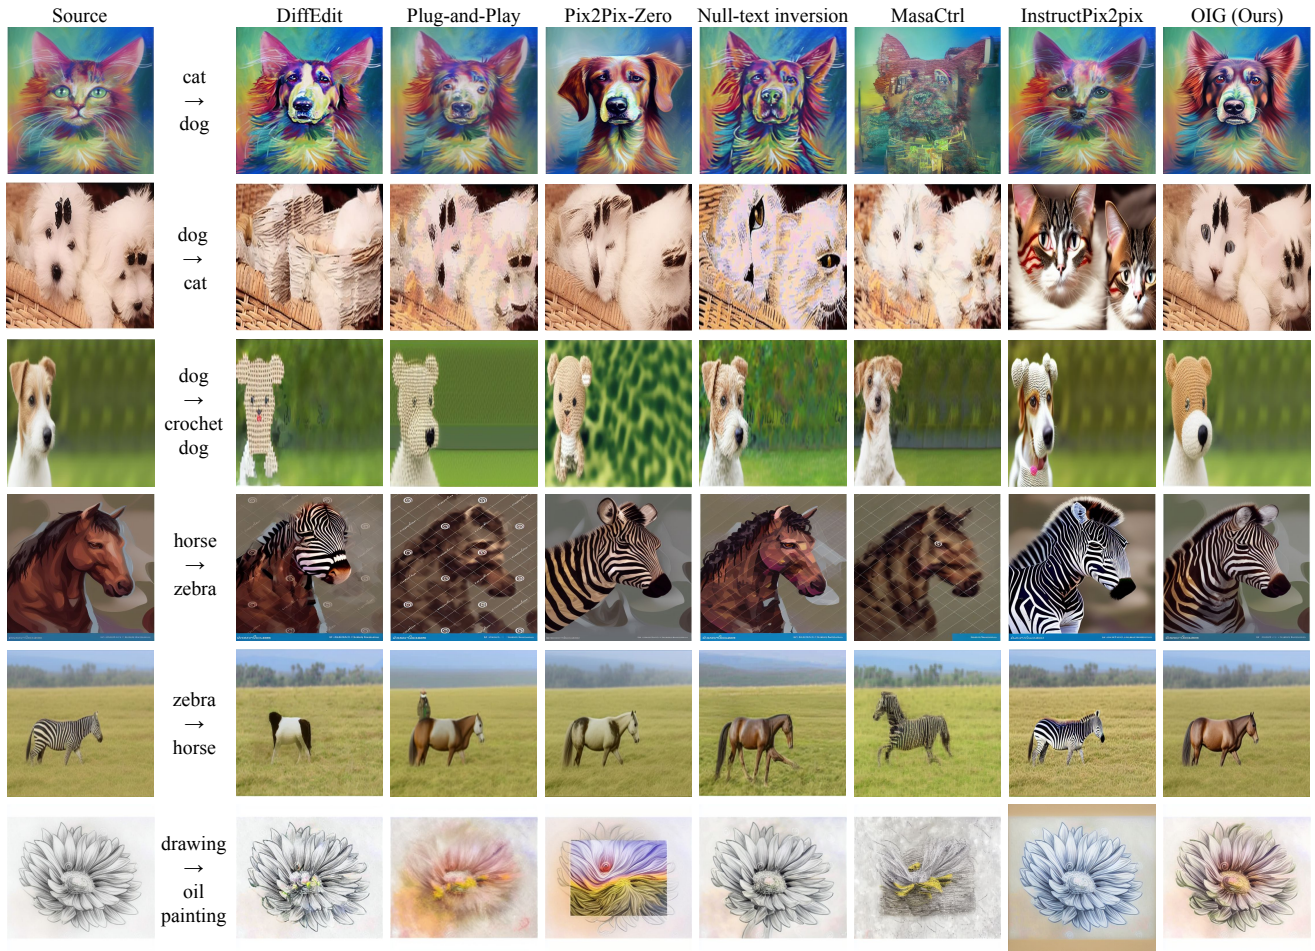 Source
DiffEdit
Plug-and-Play
Pix2Pix-Zero
Null-text inversion
MasaCtrl
InstructPix2pix
OIG (Ours)
cat
→
dog
dog
→
cat
dog
→
crochet
dog
horse
→
zebra
zebra
→
horse
drawing
→
oil
painting